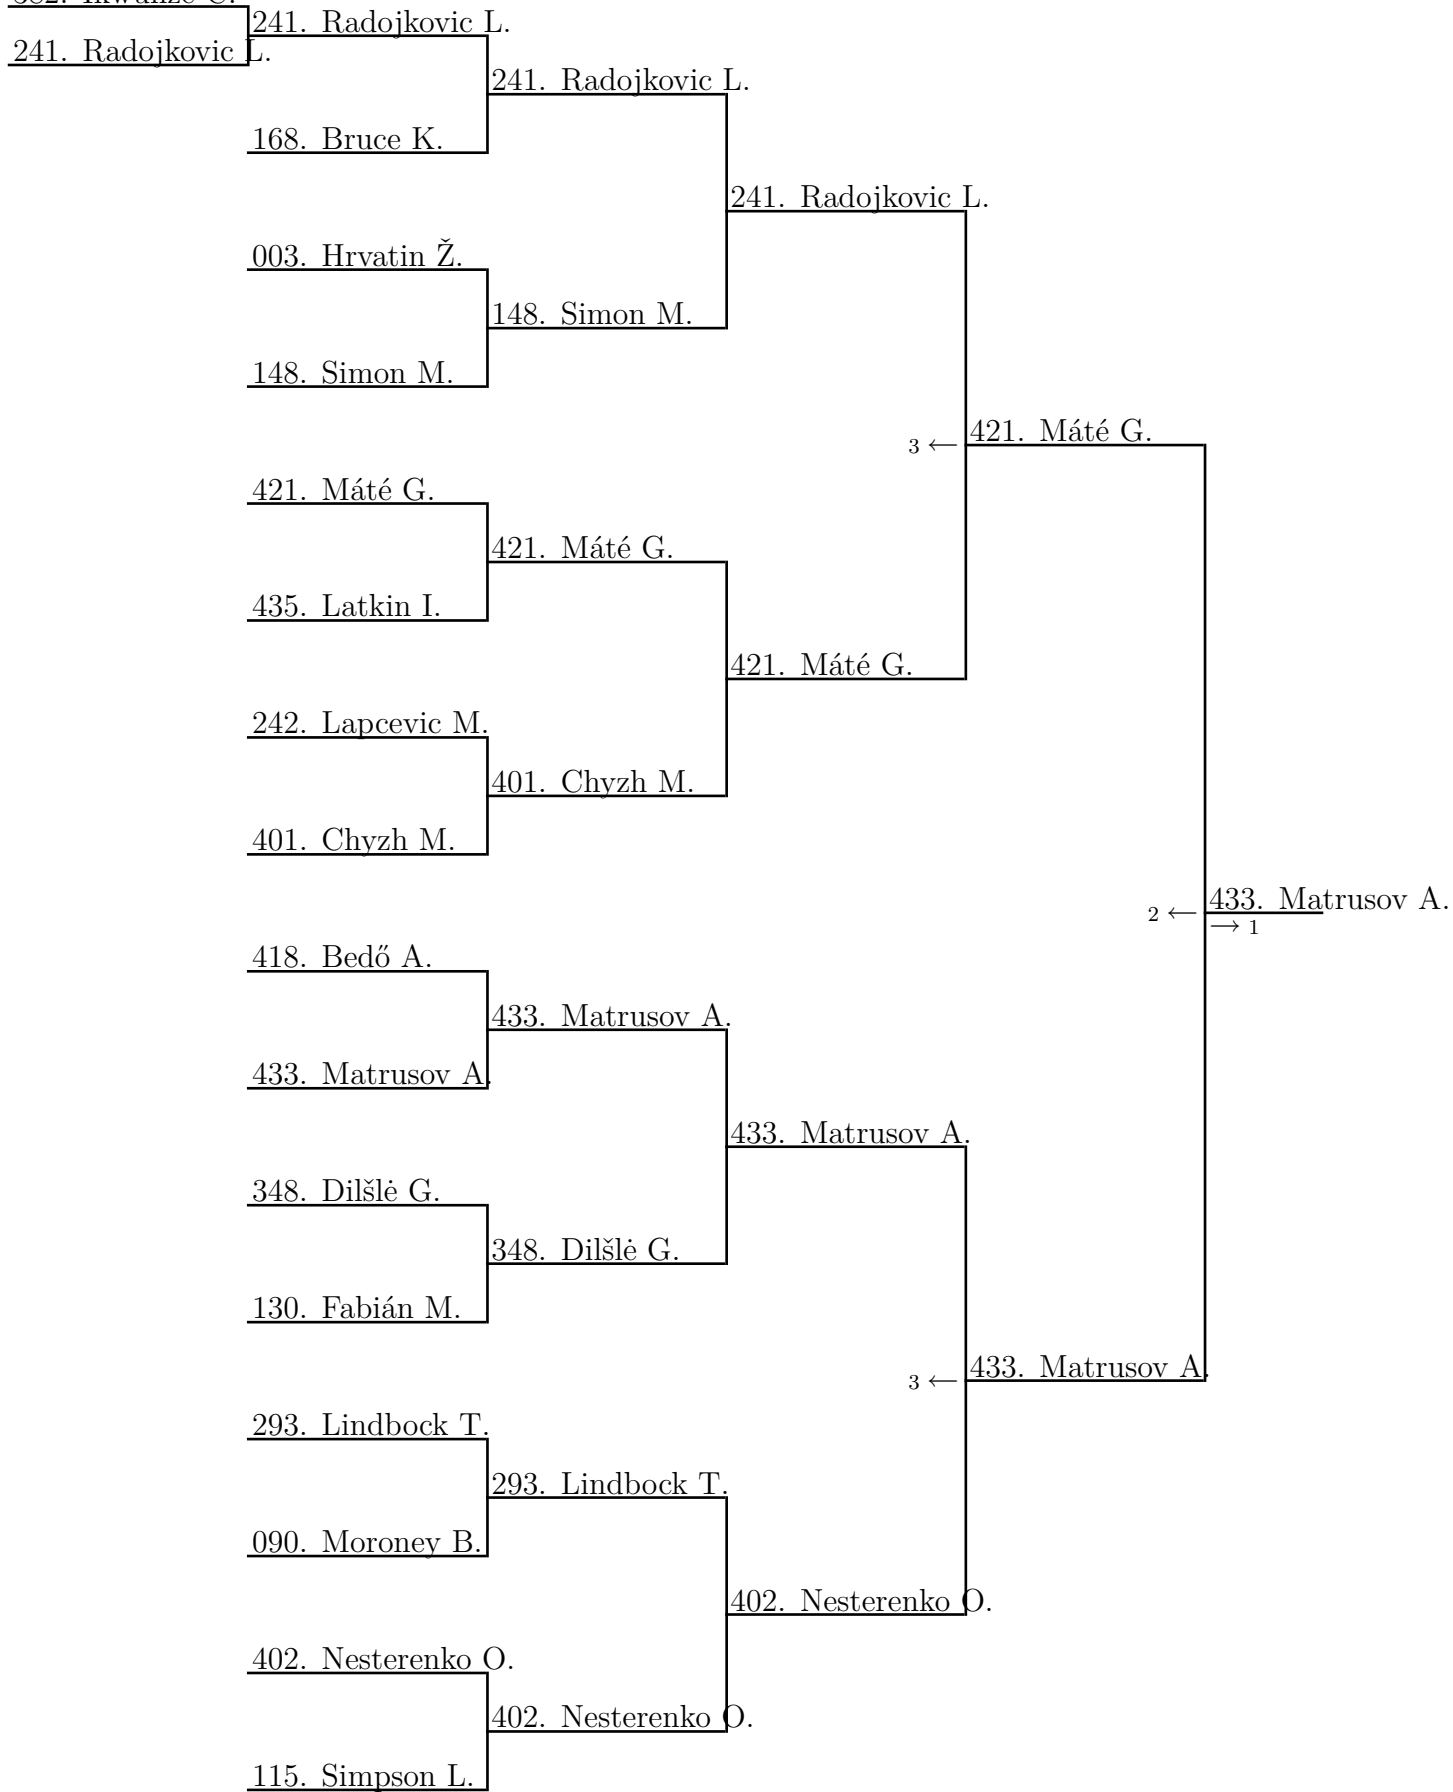 241. Radojkovic L.
241. Radojkovic L.
241. Radojkovic L.
168. Bruce K.
241. Radojkovic L.
003. Hrvatin Ž.
148. Simon M.
148. Simon M.
3 ← 421. Máté G.
421. Máté G.
421. Máté G.
435. Latkin I.
421. Máté G.
242. Lapcevic M.
401. Chyzh M.
401. Chyzh M.
2 ← 433. Matrusov A.
→ 1
418. Bedő A.
433. Matrusov A.
433. Matrusov A.
433. Matrusov A.
348. Dilšlė G.
348. Dilšlė G.
130. Fabián M.
3 ← 433. Matrusov A.
293. Lindbock T.
293. Lindbock T.
090. Moroney B.
402. Nesterenko O.
402. Nesterenko O.
402. Nesterenko O.
115. Simpson L.